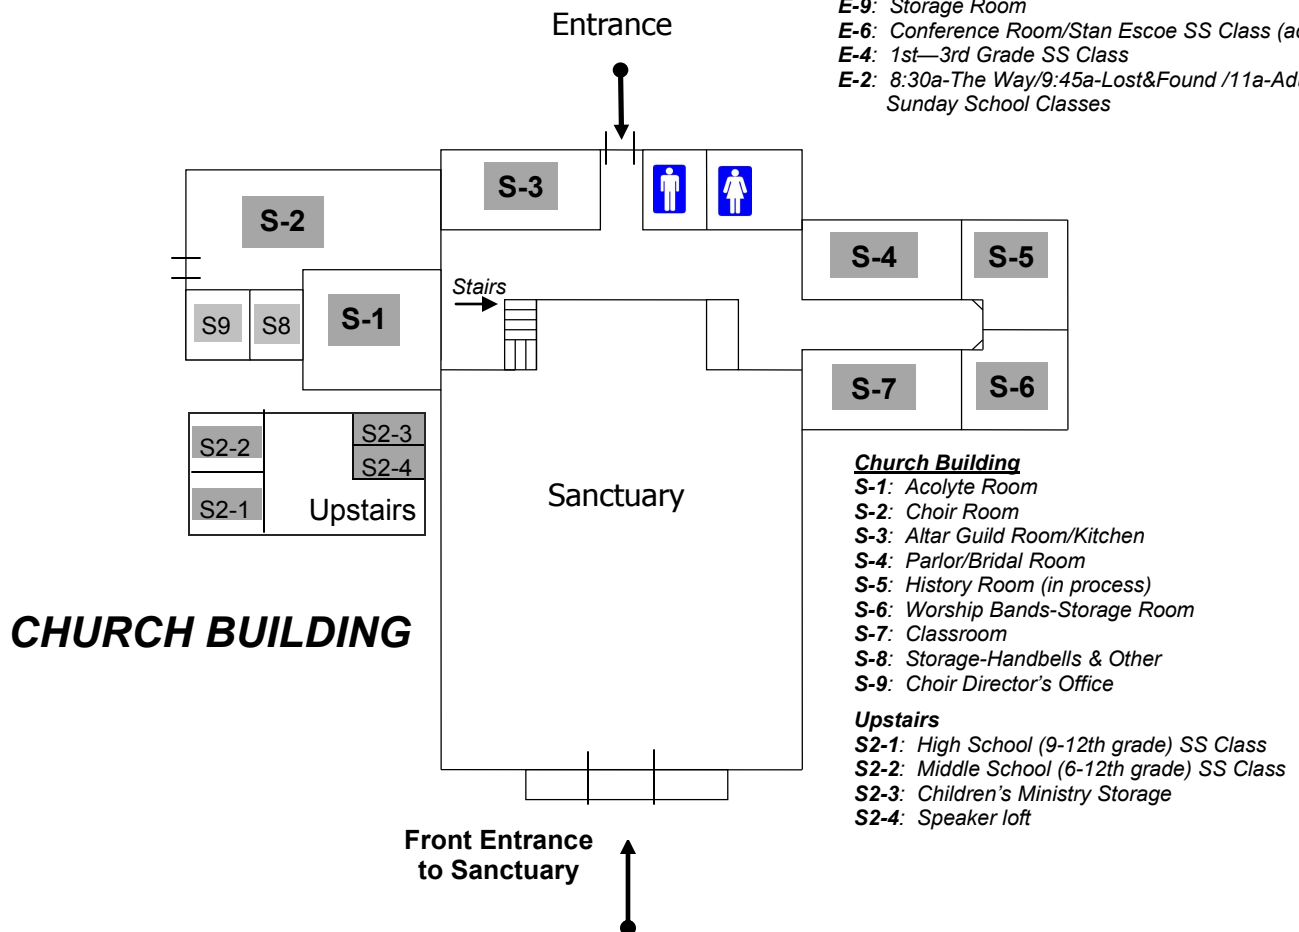 E-9: Storage Room
E-6: Conference Room/Stan Escoe SS Class
E-4: 1st—3rd Grade SS Class
E-2: 8:30a-The Way/9:45a-Lost&Found /11a-
Sunday School Classes
Entrance
S-3
S-2
S-4
S-5
Stairs
S9
S8
S-1
S-7
S-6
S2-2
S2-3
S2-4
S2-1
Upstairs
Sanctuary
CHURCH BUILDING
Church Building
S-1: Acolyte Room
S-2: Choir Room
S-3: Altar Guild Room/Kitchen
S-4: Parlor/Bridal Room
S-5: History Room (in process)
S-6: Worship Bands-Storage Room
S-7: Classroom
S-8: Storage-Handbells & Other
S-9: Choir Director's Office
Upstairs
S2-1: High School (9-12th grade) SS Class
S2-2: Middle School (6-12th grade) SS Class
S2-3: Children's Ministry Storage
S2-4: Speaker loft
Front Entrance
to Sanctuary